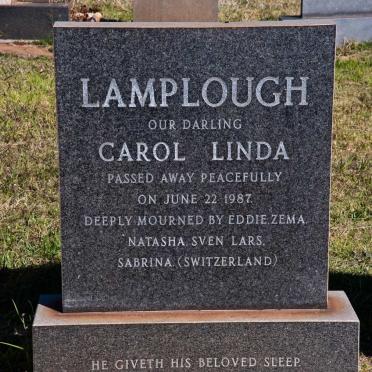 LAMPLOUGH
OUR DARLING
CAROL LINDA
PASSED AWAY PEACEFULLY
ON JUNE 22 1987.
DEEPLY MOURNED BY EDDIE, ZEMA,
NATASHA, SVEN LARS,
SABRINA, (SWITZERLAND)
HE GIVETH HIS BELOVED SLEEP